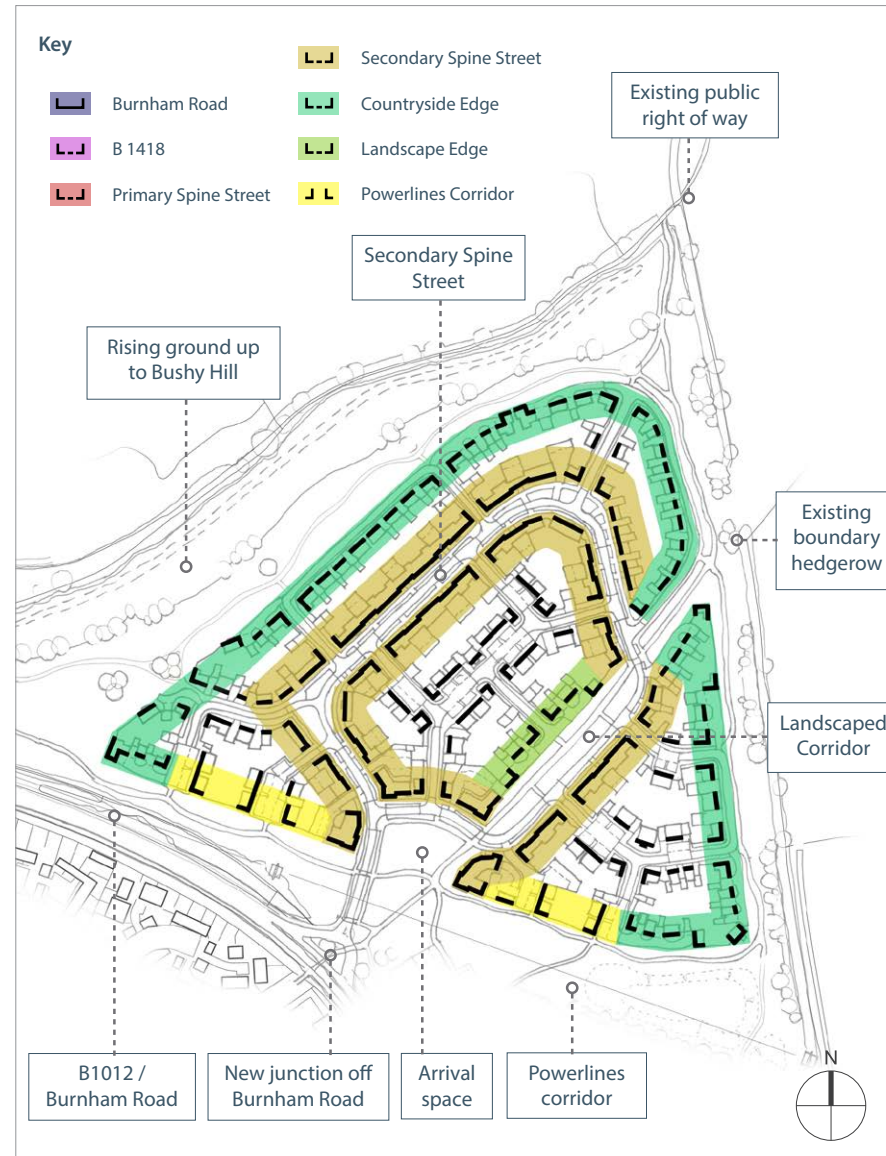 Key
Burnham Road
B 1418
Primary Spine Street
Secondary Spine Street
Countryside Edge
Landscape Edge
Powerlines Corridor
Existing public
right of way
Secondary Spine
Street
Rising ground up
to Bushy Hill
Existing
boundary
hedgerow
Landscaped
Corridor
B1012 /
Burnham Road
New junction off
Burnham Road
Arrival
space
Powerlines
corridor
N